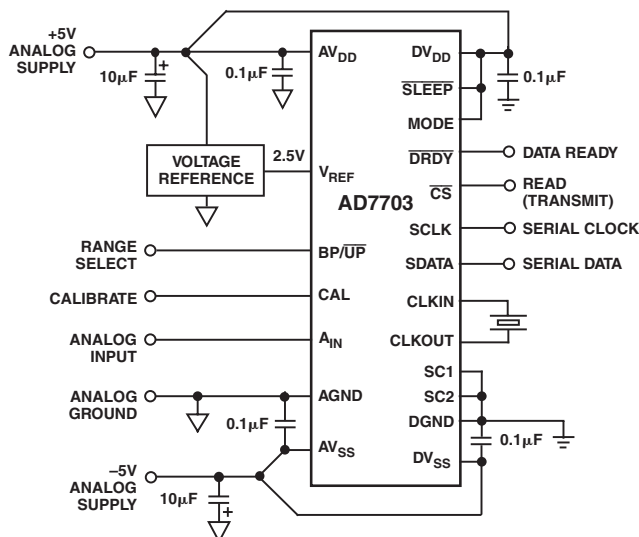 +5V
ANALOG
SUPPLY
10µF
+
0.1µF
AVDD
DVDD
0.1µF
SLEEP
MODE
VOLTAGE
REFERENCE
2.5V
VREF
DRDY
DATA READY
AD7703
CS
READ
(TRANSMIT)
RANGE
SELECT
BP/UP
SCLK
SERIAL CLOCK
SDATA
SERIAL DATA
CALIBRATE
CAL
CLKIN
ANALOG
INPUT
AIN
CLKOUT
SC1
ANALOG
GROUND
AGND
SC2
DGND
0.1µF
0.1µF
AVSS
DVSS
–5V
ANALOG
SUPPLY
10µF
+